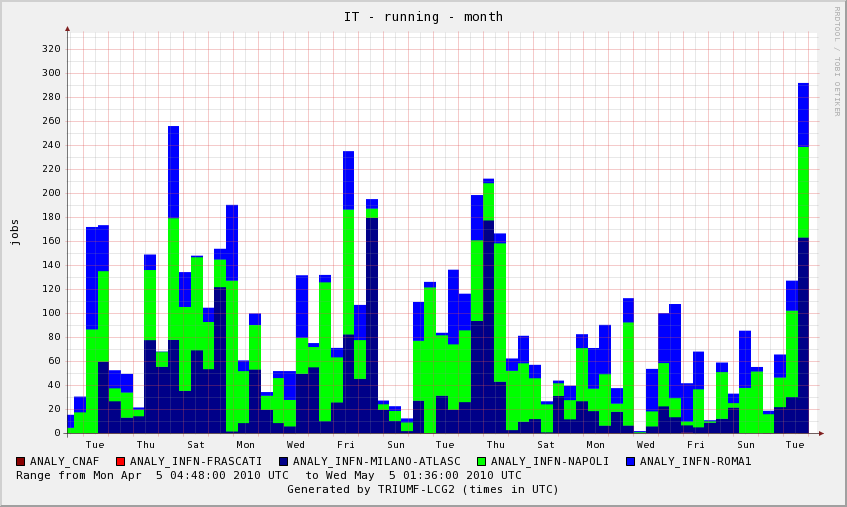 IT - running - month
RRDTOOL / TOBI OETIKER
jobs
320
300
280
260
240
220
200
180
160
140
120
100
80
60
40
20
0
Tue Thu Sat Mon Wed Fri Sun Tue Thu Sat Mon Wed Fri Sun Tue
ANALY_CNAF ANALY_INFN-FRASCATI ANALY_INFN-MILANO-ATLASC ANALY_INFN-NAPOLI ANALY_INFN-ROMA1
Range from Mon Apr  5 04:48:00 2010 UTC  to Wed May  5 01:36:00 2010 UTC
Generated by TRIUMF-LCG2 (times in UTC)